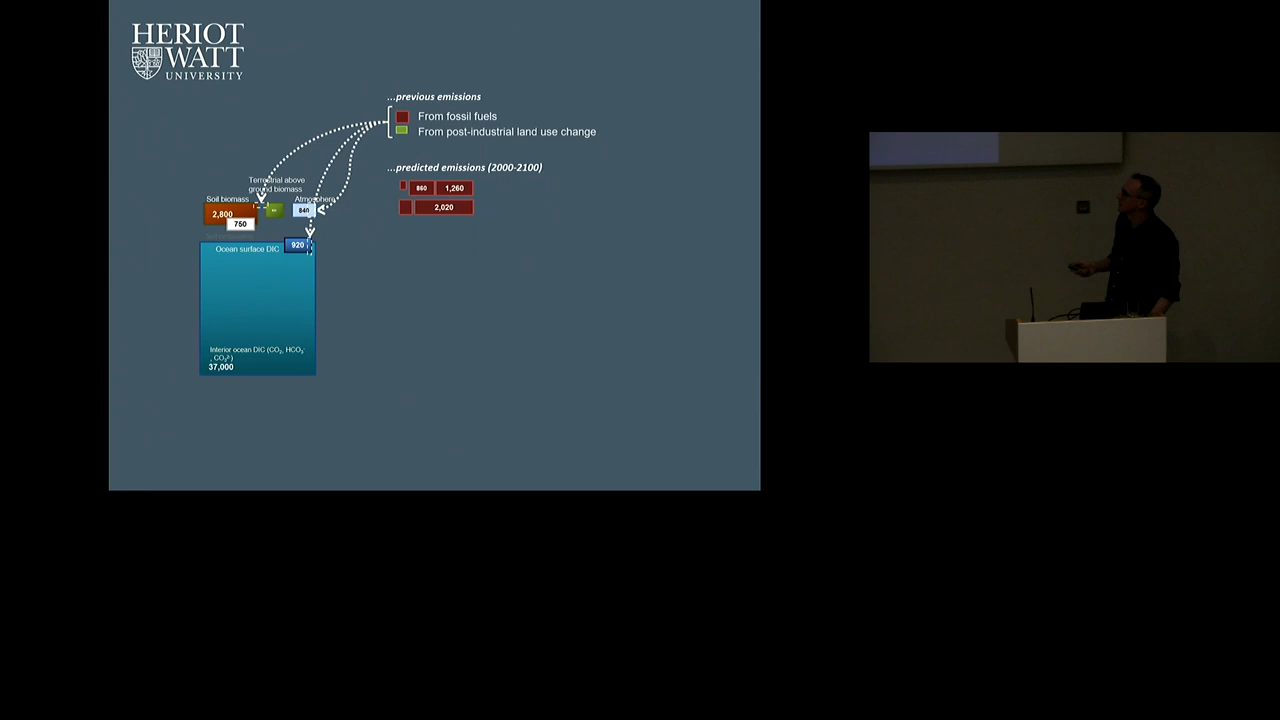 HERIOT
WATT
UNIVERSITY
...previous emissions
From fossil fuels
From post-industrial land use change
...predicted emissions (2000-2100)
860
1,260
2,020
Terrestrial above
ground biomass
Soil biomass
Atmosphere
2,800
840
750
Ocean surface DIC
920
Interior ocean DIC (CO₂, HCO₃⁻
, CO₃²⁻)
37,000